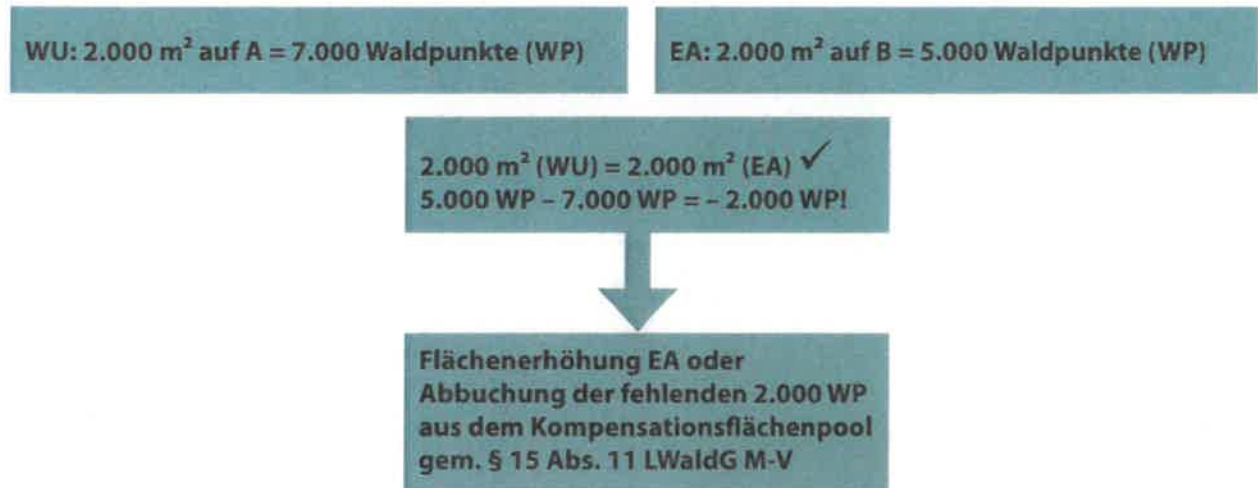 WU: 2.000 m² auf A = 7.000 Waldpunkte (WP)
EA: 2.000 m² auf B = 5.000 Waldpunkte (WP)
2.000 m² (WU) = 2.000 m² (EA) ✓
5.000 WP – 7.000 WP = – 2.000 WP!
Flächenerhöhung EA oder
Abbuchung der fehlenden 2.000 WP
aus dem Kompensationsflächenpool
gem. § 15 Abs. 11 LWaldG M-V